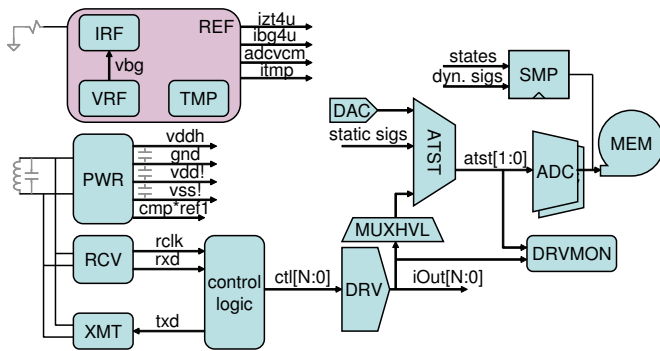 IRF
REF
izt4u
ibg4u
adcvcm
itmp
vbg
VRF
TMP
states
dyn. sigs
SMP
DAC
static sigs
ATST
atst[1:0]
ADC
MEM
PWR
vddh
gnd
vdd!
vss!
cmp*ref1
MUXHVL
DRVMON
RCV
rclk
rxd
control
logic
ctl[N:0]
DRV
iOut[N:0]
XMT
txd